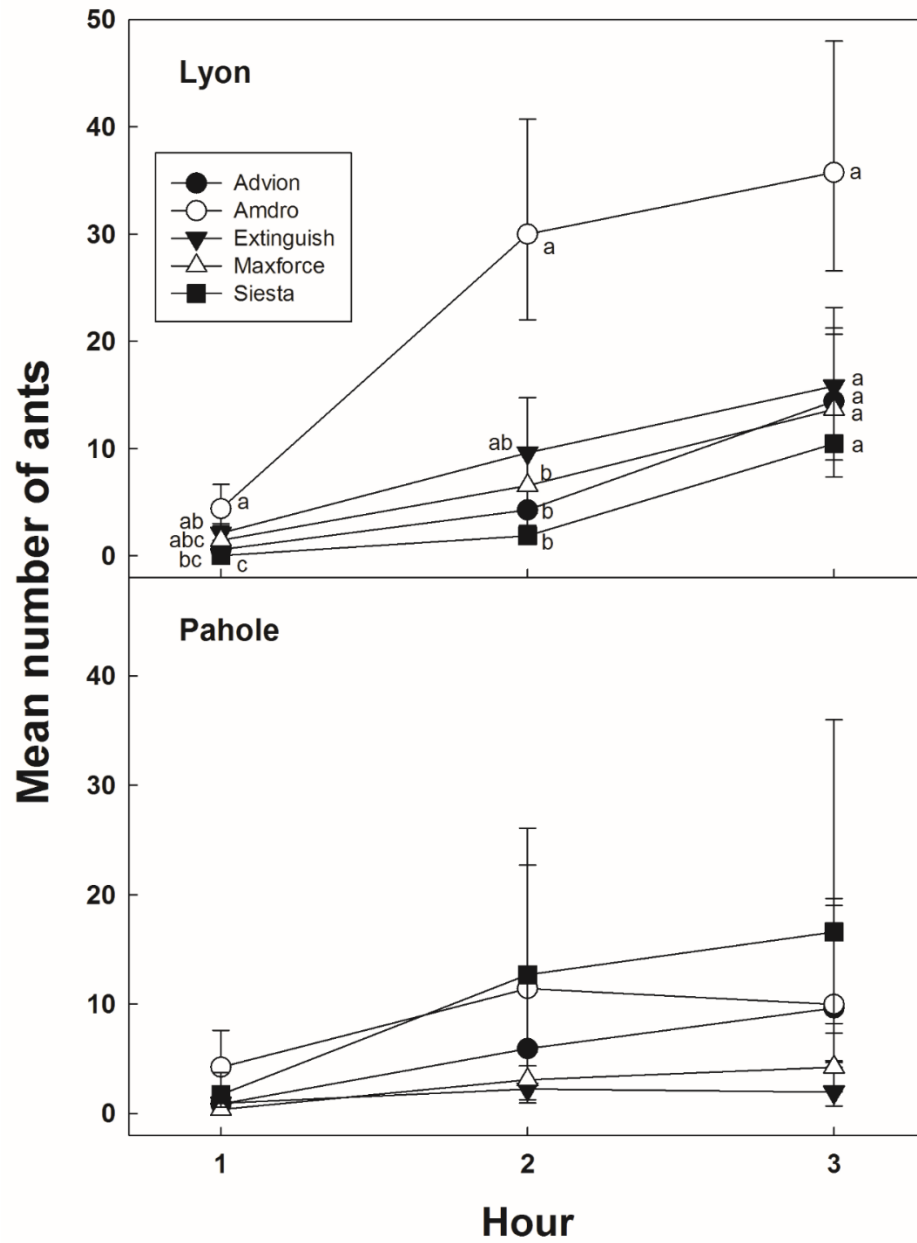 Mean number of ants
50
40
30
20
10
0
Lyon
Advion
Amdro
Extinguish
Maxforce
Siesta
a
ab
abc
bc
c
a
ab
b
b
b
a
a
a
a
a
Pahole
40
30
20
10
0
1
2
3
Hour